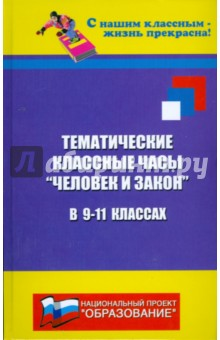 С нашим классным -
жизнь прекрасна!
ТЕМАТИЧЕСКИЕ
КЛАССНЫЕ ЧАСЫ
"ЧЕЛОВЕК И ЗАКОН"
В 9-11 КЛАССАХ
НАЦИОНАЛЬНЫЙ ПРОЕКТ
"ОБРАЗОВАНИЕ"